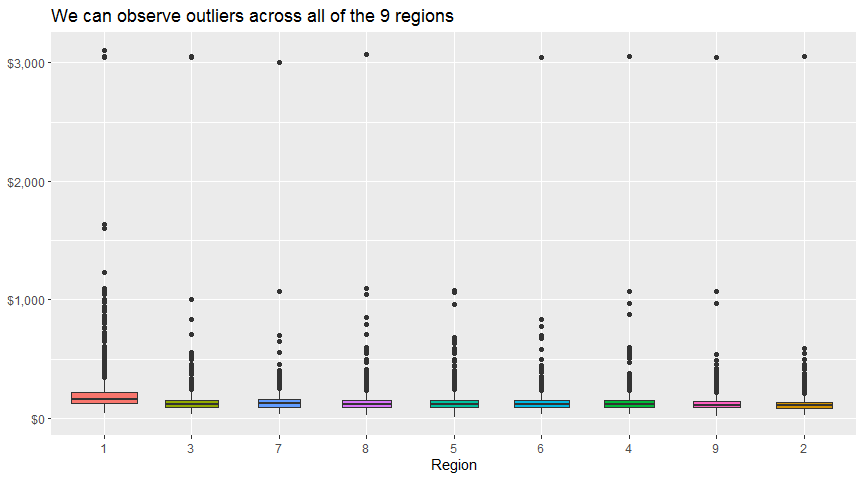 We can observe outliers across all of the 9 regions
$3,000
$2,000
$1,000
$0
1 3 7 8 5 6 4 9 2
Region